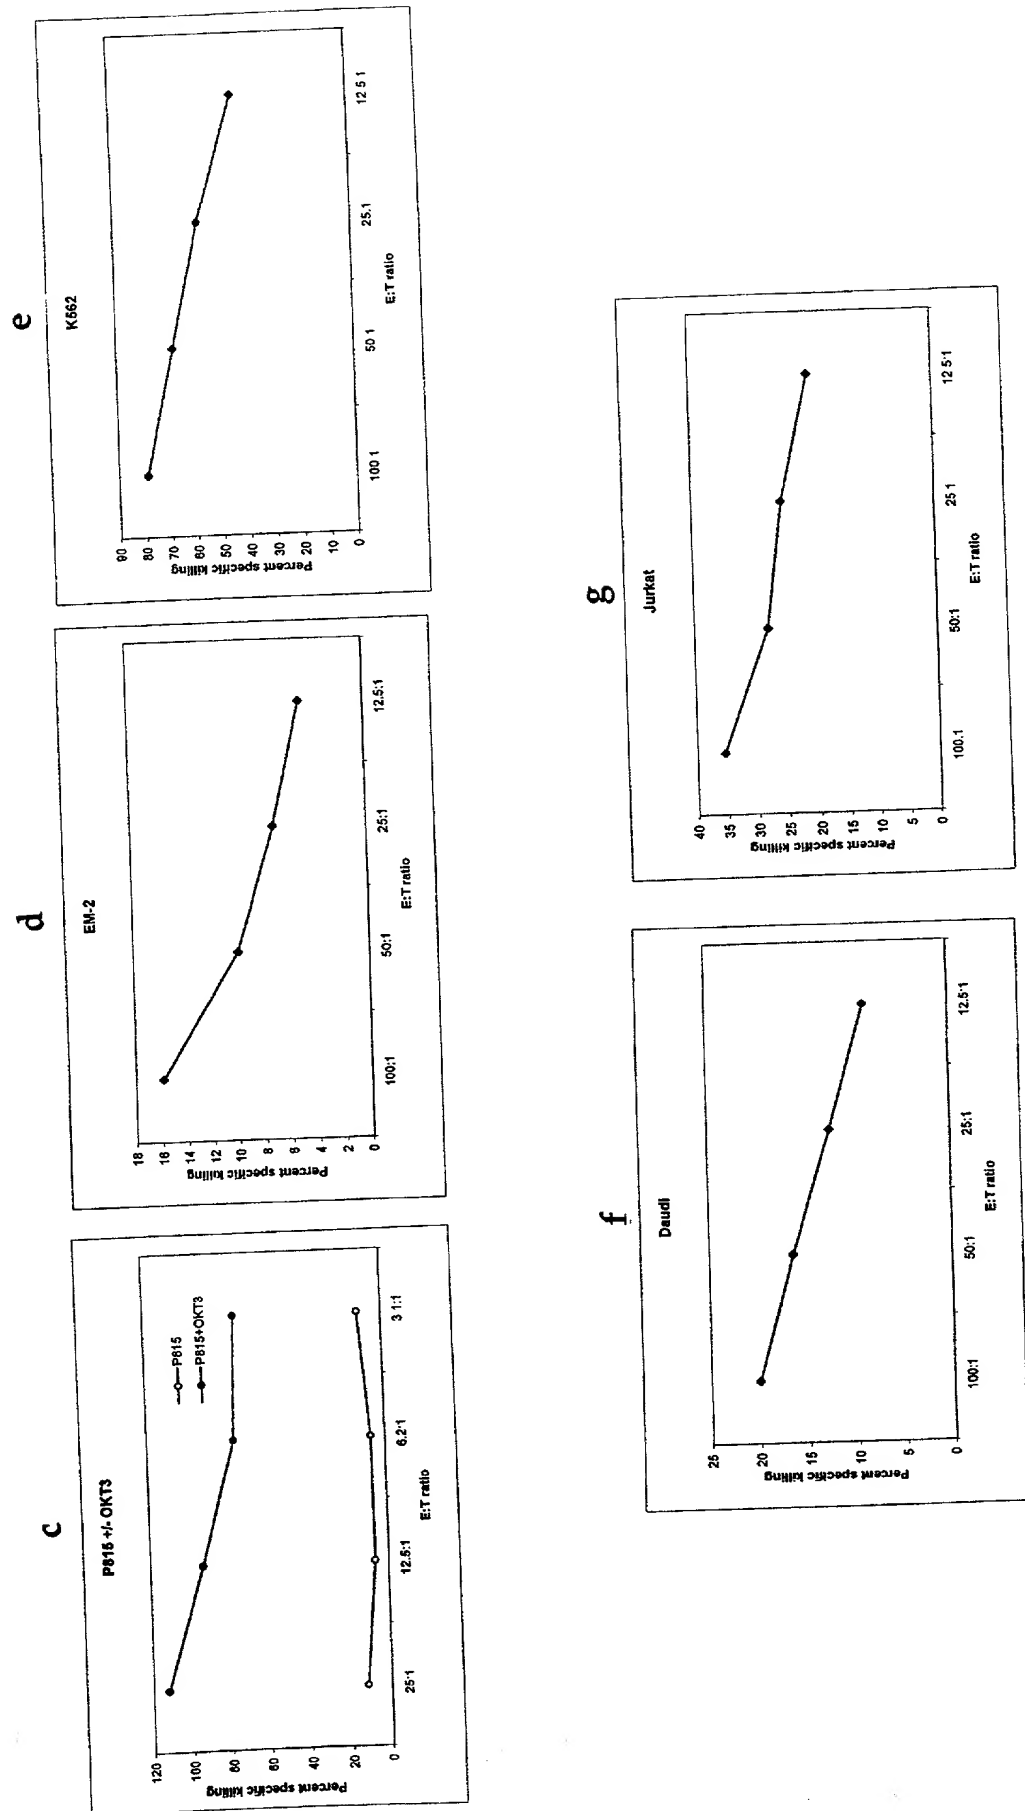 c
P815 +/- OKT3
Percent specific killing
120
100
80
60
40
20
0
P815
P815+OKT3
25:1
12.5:1
6.2:1
3.1:1
E:T ratio
d
EM-2
Percent specific killing
18
16
14
12
10
8
6
4
2
0
100:1
50:1
25:1
12.5:1
E:T ratio
e
K562
Percent specific killing
90
80
70
60
50
40
30
20
10
0
100:1
50:1
25:1
12.5:1
E:T ratio
f
Daudi
Percent specific killing
25
20
15
10
5
0
100:1
50:1
25:1
12.5:1
E:T ratio
g
Jurkat
Percent specific killing
40
35
30
25
20
15
10
5
0
100:1
50:1
25:1
12.5:1
E:T ratio